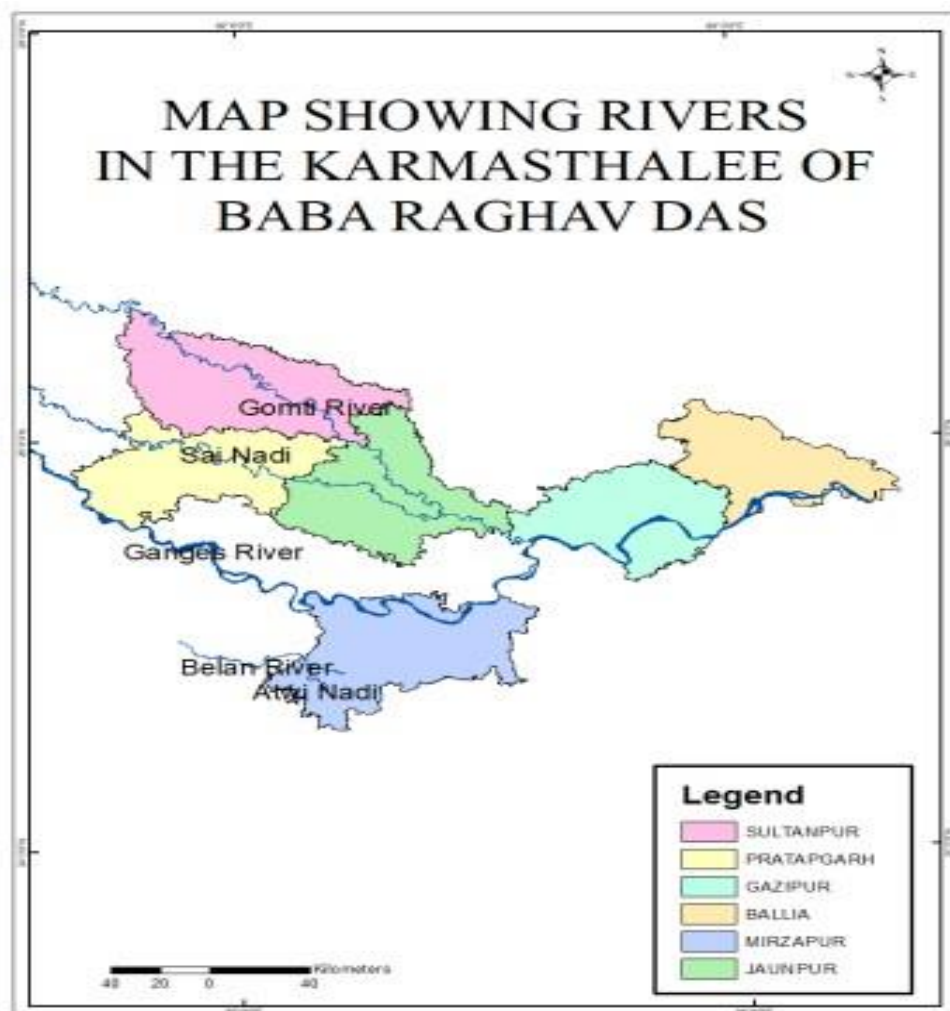 MAP SHOWING RIVERS
IN THE KARMASTHALEE OF
BABA RAGHAV DAS
N
Gomti River
Sai Nadi
Ganges River
Belan River
Nadi
Legend
SULTANPUR
PRATAPGARH
GAZIPUR
BALLIA
MIRZAPUR
JAUNPUR
Kilometers
40 20 0 40